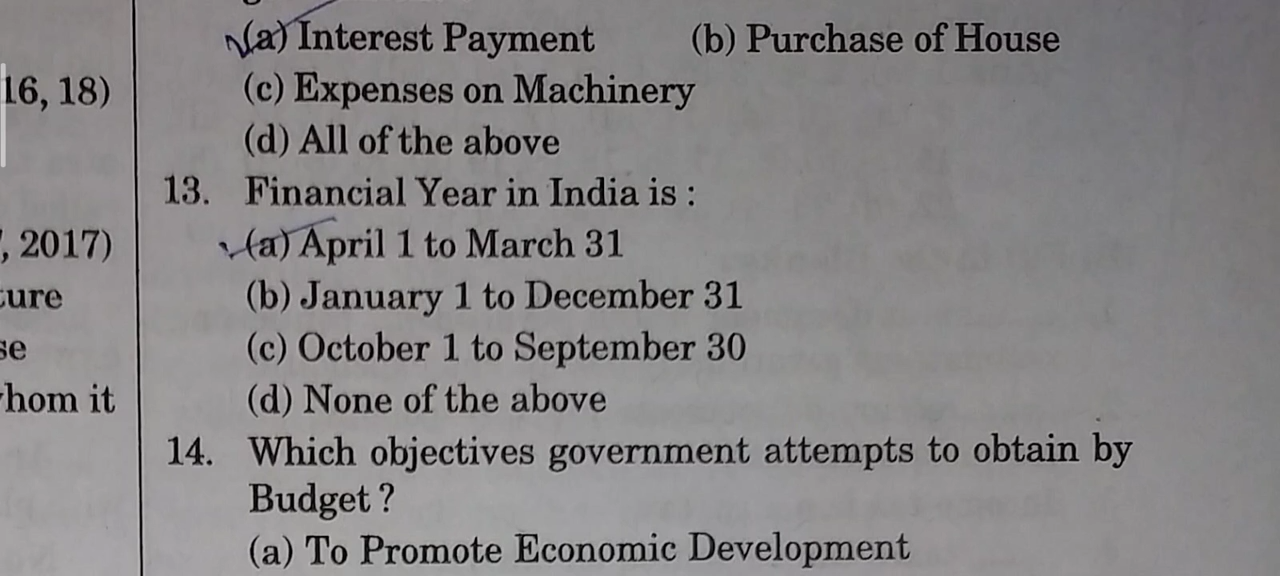 (a) Interest Payment (b) Purchase of House
16, 18)
(c) Expenses on Machinery
(d) All of the above
13. Financial Year in India is :
, 2017)
(a) April 1 to March 31
ture
(b) January 1 to December 31
se
(c) October 1 to September 30
whom it
(d) None of the above
14. Which objectives government attempts to obtain by
Budget ?
(a) To Promote Economic Development